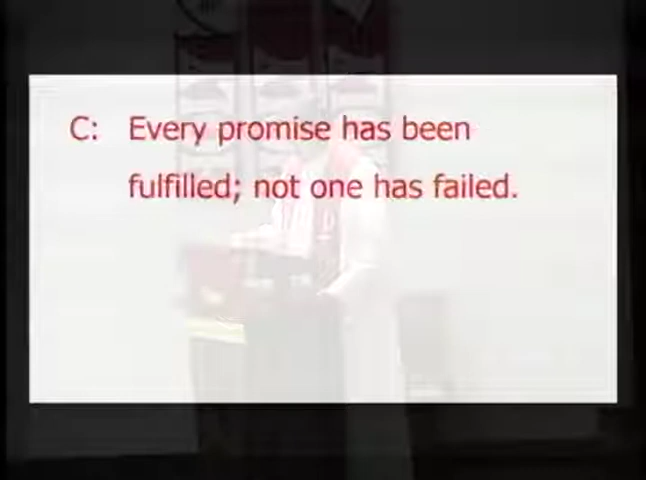 C: Every promise has been
fulfilled; not one has failed.